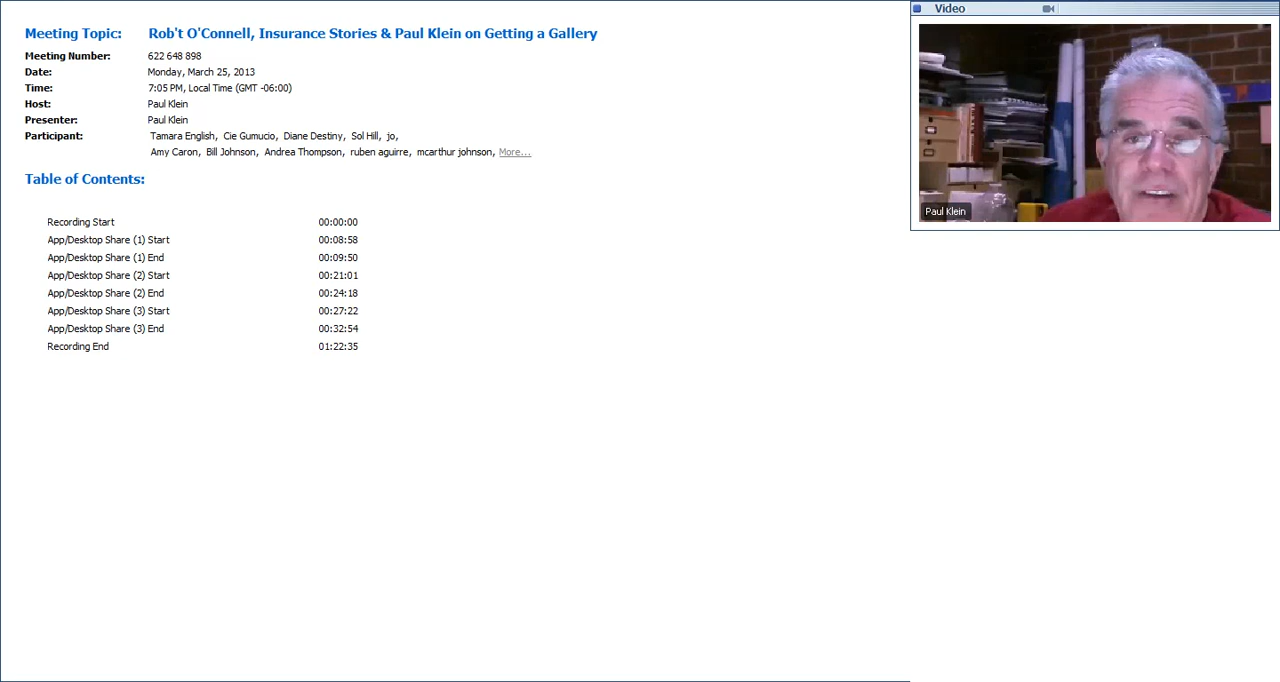 Meeting Topic: Rob't O'Connell, Insurance Stories & Paul Klein on Getting a Gallery
Meeting Number: 622 648 898
Date: Monday, March 25, 2013
Time: 7:05 PM, Local Time (GMT -06:00)
Host: Paul Klein
Presenter: Paul Klein
Participant: Tamara English, Cie Gumucio, Diane Destiny, Sol Hill, jo,
Amy Caron, Bill Johnson, Andrea Thompson, ruben aguirre, mcarthur johnson, More...
Table of Contents:
Recording Start 00:00:00
App/Desktop Share (1) Start 00:08:58
App/Desktop Share (1) End 00:09:50
App/Desktop Share (2) Start 00:21:01
App/Desktop Share (2) End 00:24:18
App/Desktop Share (3) Start 00:27:22
App/Desktop Share (3) End 00:32:54
Recording End 01:22:35
Video
Paul Klein